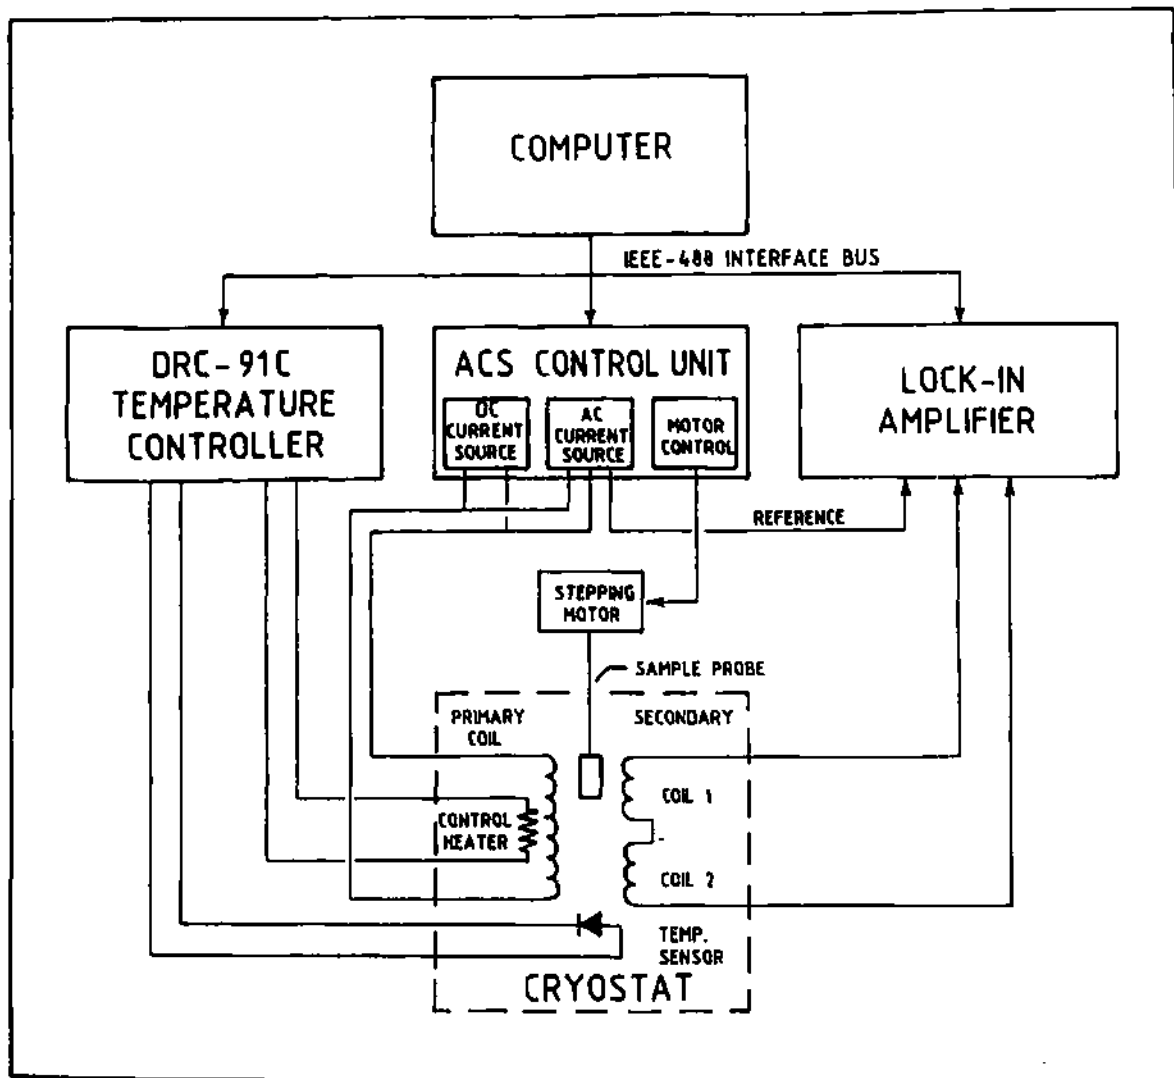 COMPUTER
IEEE-488 INTERFACE BUS
DRC-91C
TEMPERATURE
CONTROLLER
ACS CONTROL UNIT
DC
CURRENT
SOURCE
AC
CURRENT
SOURCE
MOTOR
CONTROL
LOCK-IN
AMPLIFIER
REFERENCE
STEPPING
MOTOR
SAMPLE PROBE
PRIMARY
COIL
SECONDARY
COIL 1
CONTROL
HEATER
COIL 2
TEMP.
SENSOR
CRYOSTAT